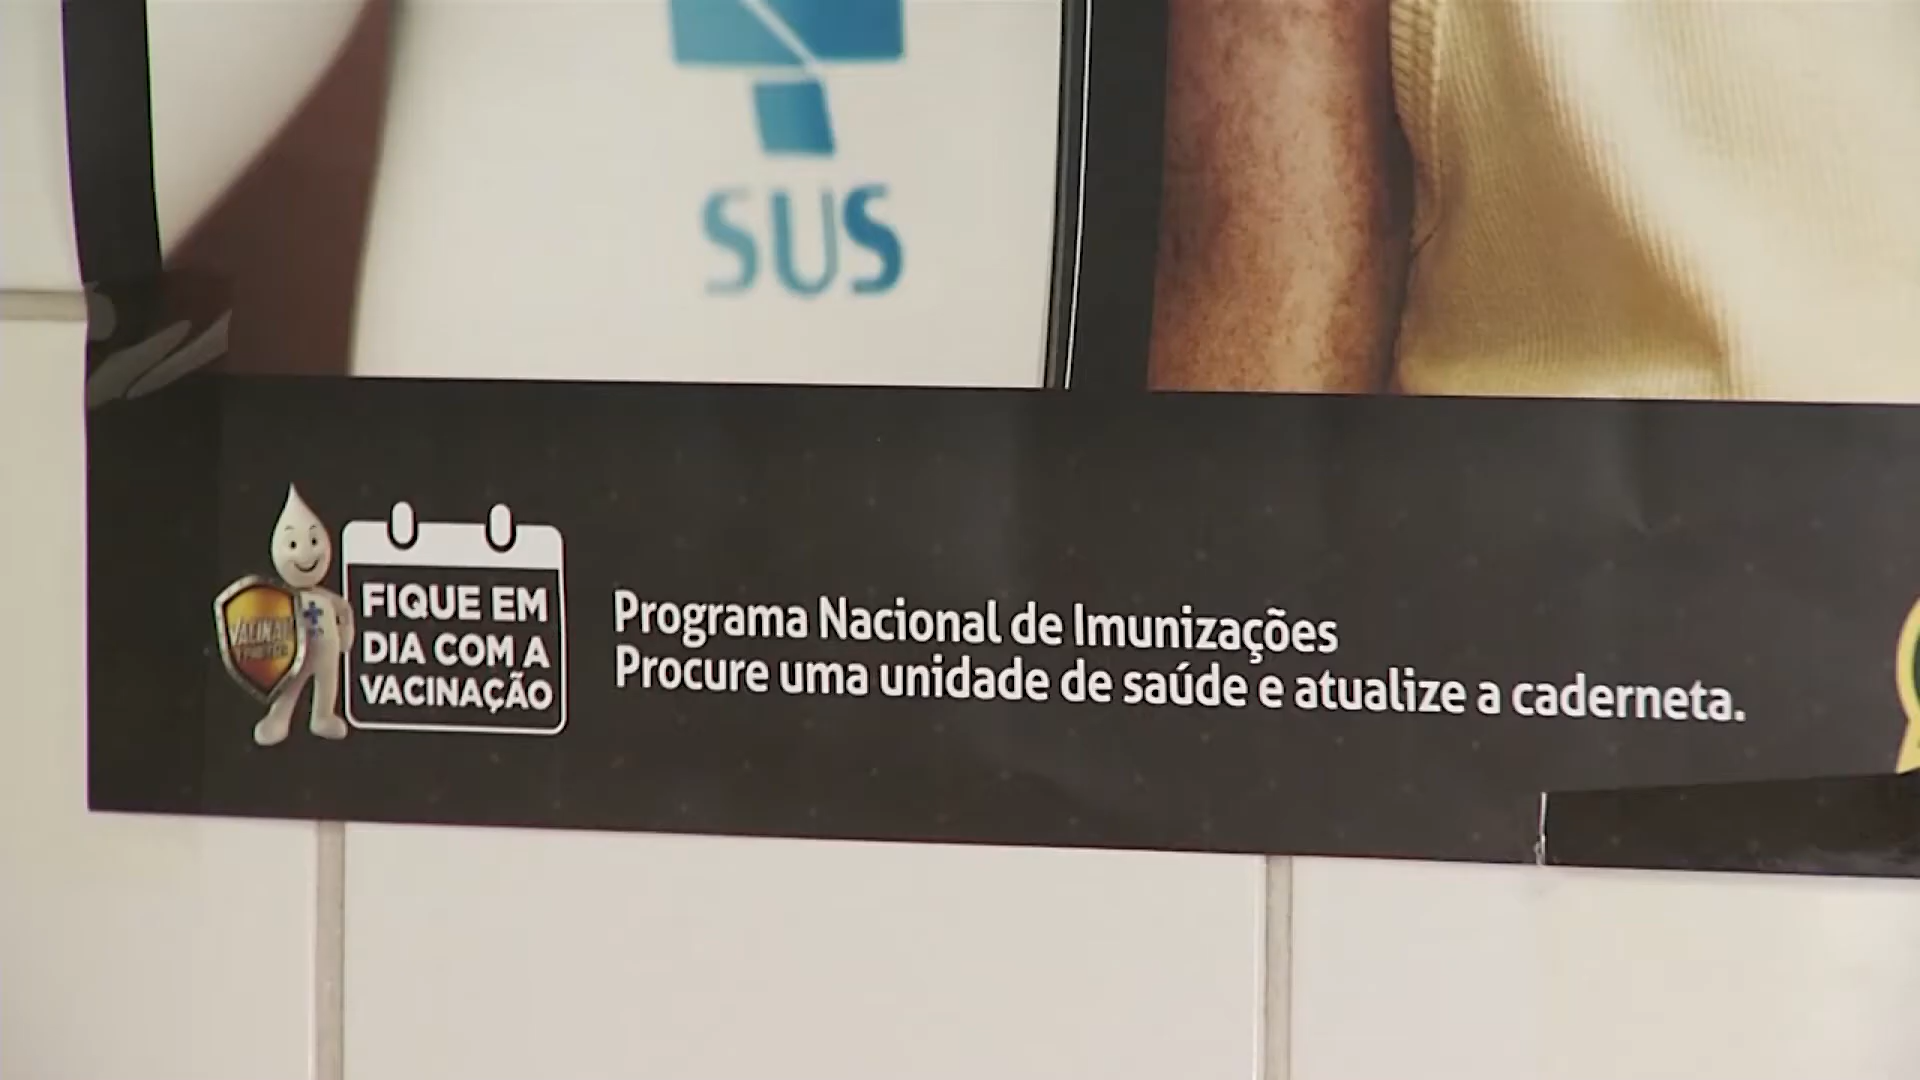 SUS
FIQUE EM
DIA COM A
VACINAÇÃO
Programa Nacional de Imunizações
Procure uma unidade de saúde e atualize a caderneta.